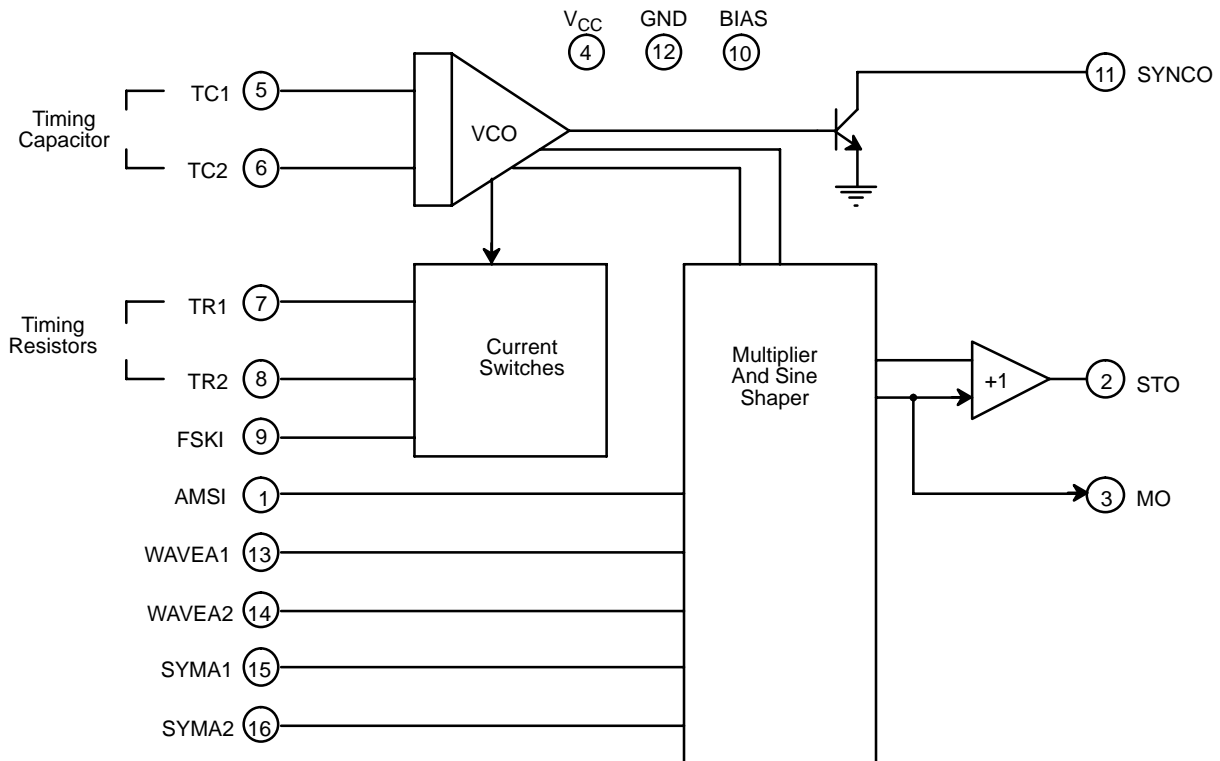 VCC GND BIAS
4 12 10
Timing
Capacitor
TC1 5
TC2 6
VCO
11 SYNCO
Timing
Resistors
TR1 7
TR2 8
FSKI 9
Current
Switches
Multiplier
And Sine
Shaper
+1
2 STO
3 MO
AMSI 1
WAVEA1 13
WAVEA2 14
SYMA1 15
SYMA2 16